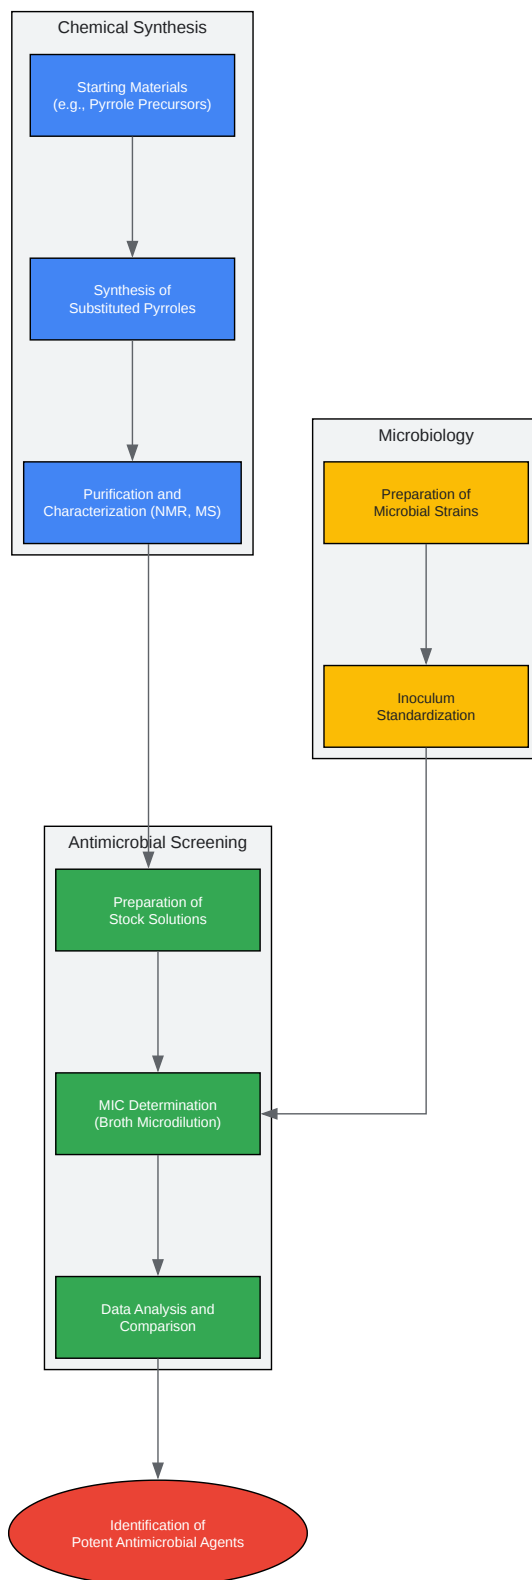 Chemical Synthesis
Starting Materials
(e.g., Pyrrole Precursors)
Synthesis of
Substituted Pyrroles
Purification and
Characterization (NMR, MS)
Microbiology
Preparation of
Microbial Strains
Inoculum
Standardization
Antimicrobial Screening
Preparation of
Stock Solutions
MIC Determination
(Broth Microdilution)
Data Analysis and
Comparison
Identification of
Potent Antimicrobial Agents